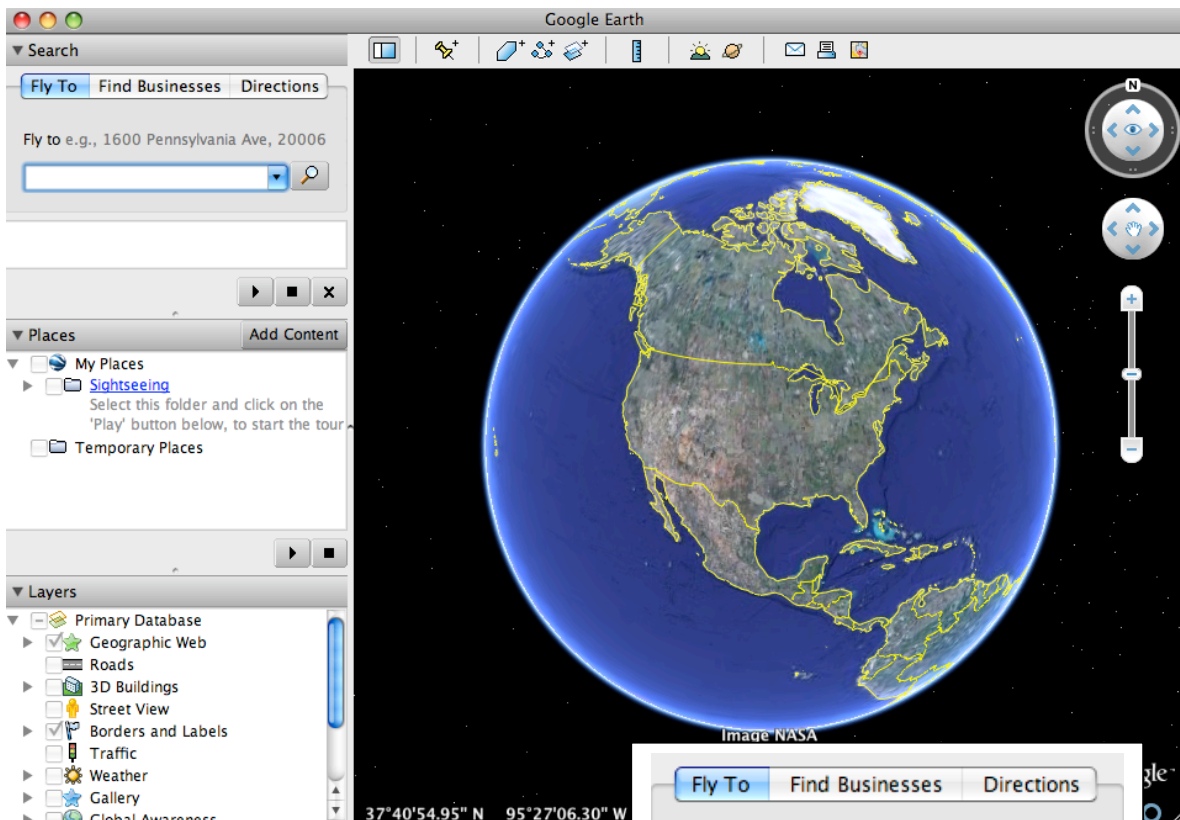 Google Earth
Search
Fly To Find Businesses Directions
Fly to e.g., 1600 Pennsylvania Ave, 20006
Places Add Content
My Places
Sightseeing
Select this folder and click on the
'Play' button below, to start the tour
Temporary Places
Layers
Primary Database
Geographic Web
Roads
3D Buildings
Street View
Borders and Labels
Traffic
Weather
Gallery
Global Awareness
N
Image NASA
37°40'54.95" N 95°27'06.30" W
Fly To Find Businesses Directions
gle